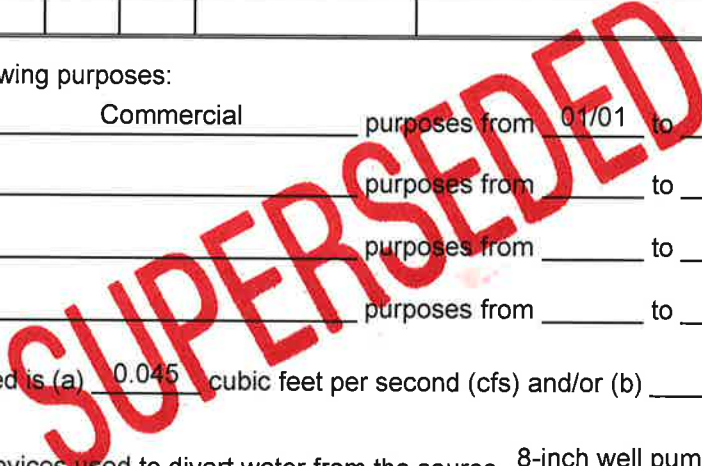 wing purposes:
Commercial purposes from 01/01 to
purposes from to
purposes from to
purposes from to
SUPERSEDED
ed is (a) 0.045 cubic feet per second (cfs) and/or (b)
vices used to divert water from the source 8-inch well pum